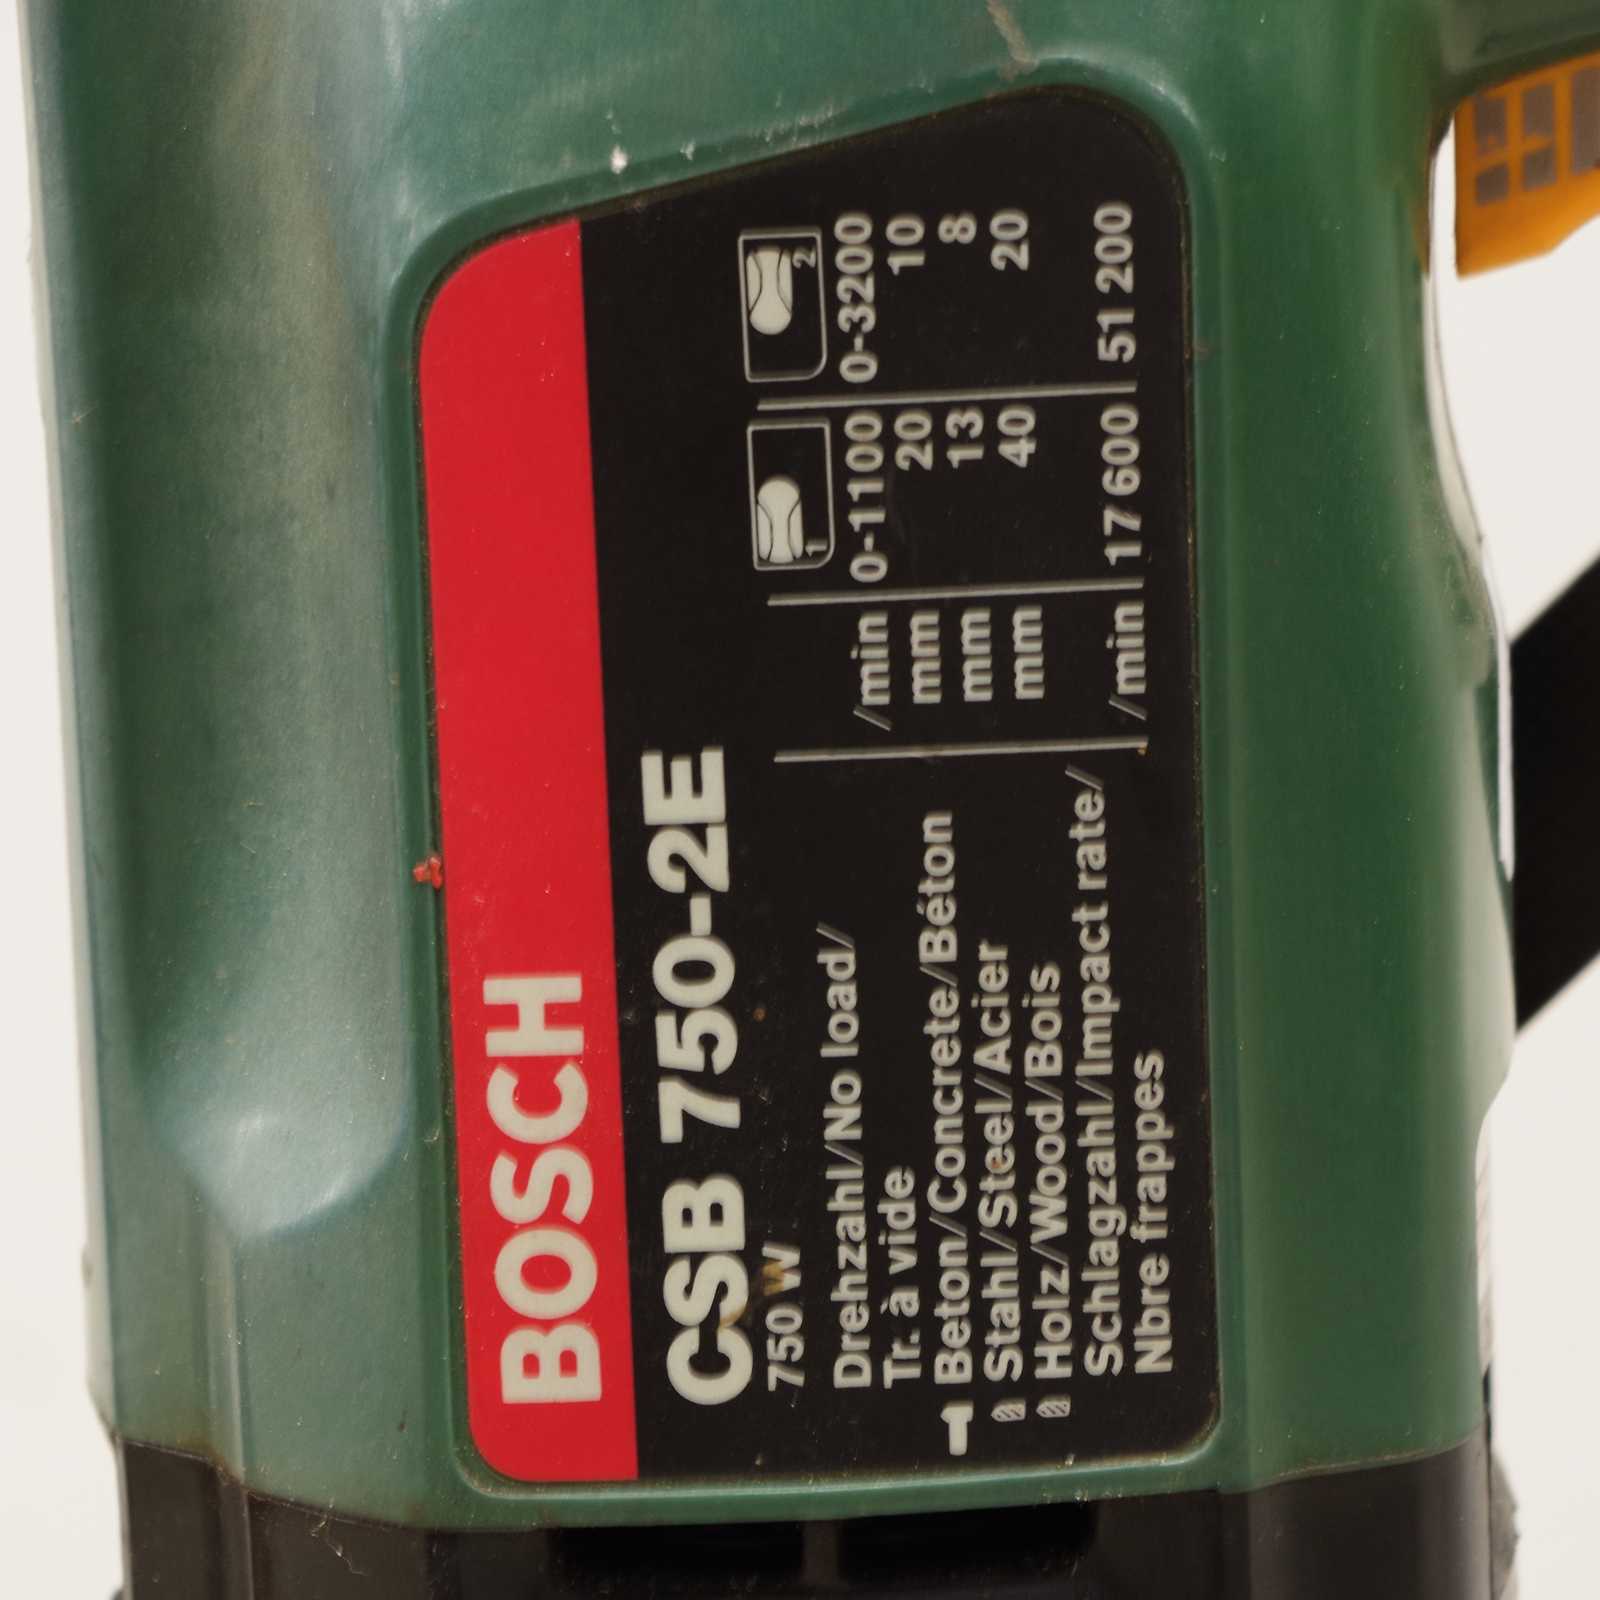 BOSCH
CSB 750-2E
750 W
1 2
Drehzahl/No load/ /min 0-1100 0-3200
Tr. à vide mm 20 10
Beton/Concrete/Béton mm 13 8
Stahl/Steel/Acier mm 40 20
Holz/Wood/Bois
Schlagzahl/Impact rate/ /min 17 600 51 200
Nbre frappes